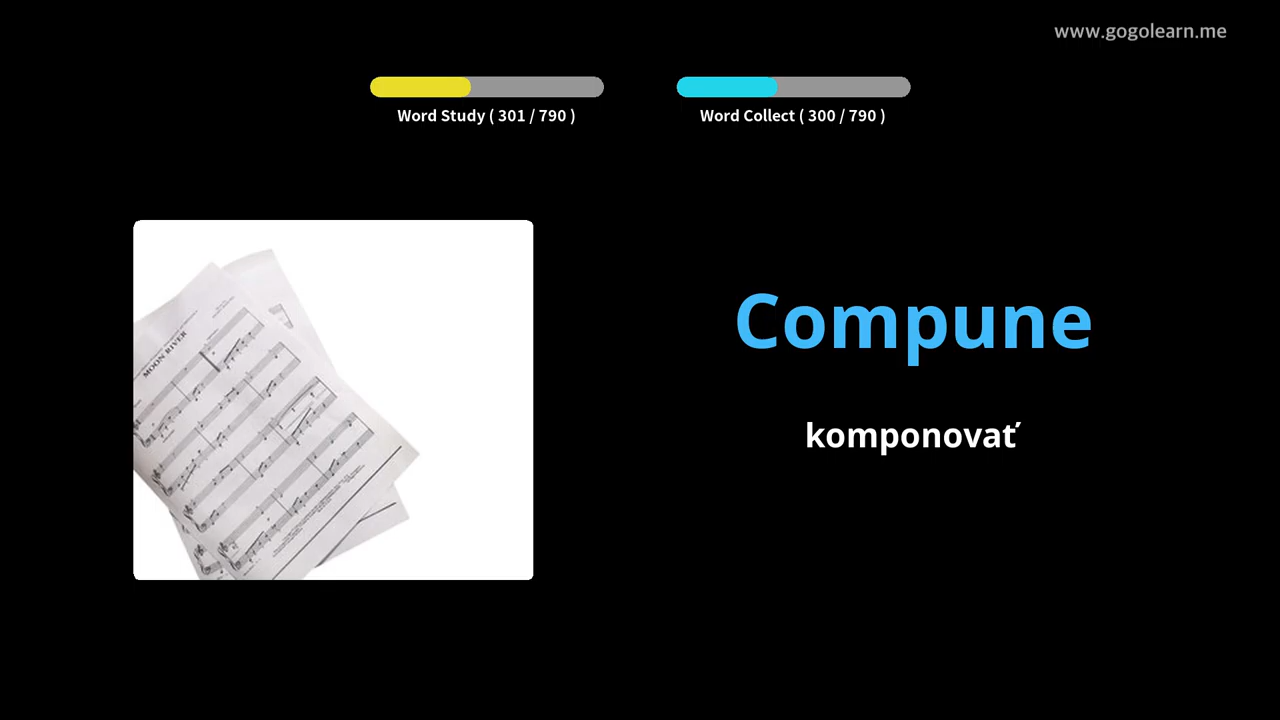 www.gogolearn.me
Word Study ( 301 / 790 )
Word Collect ( 300 / 790 )
MOON RIVER
Compune
komponovať